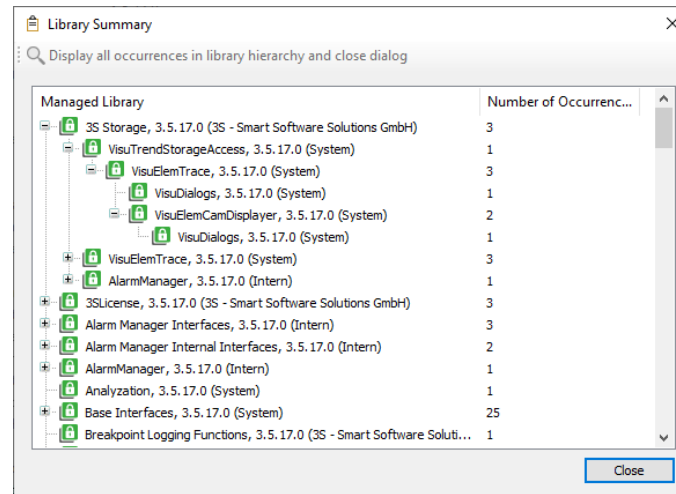 Library Summary
Display all occurrences in library hierarchy and close dialog
Managed Library Number of Occurrenc...
3S Storage, 3.5.17.0 (3S - Smart Software Solutions GmbH) 3
VisuTrendStorageAccess, 3.5.17.0 (System) 1
VisuElemTrace, 3.5.17.0 (System) 3
VisuDialogs, 3.5.17.0 (System) 1
VisuElemCamDisplayer, 3.5.17.0 (System) 2
VisuDialogs, 3.5.17.0 (System) 1
VisuElemTrace, 3.5.17.0 (System) 3
AlarmManager, 3.5.17.0 (Intern) 1
3SLicense, 3.5.17.0 (3S - Smart Software Solutions GmbH) 3
Alarm Manager Interfaces, 3.5.17.0 (Intern) 3
Alarm Manager Internal Interfaces, 3.5.17.0 (Intern) 2
AlarmManager, 3.5.17.0 (Intern) 1
Analyzation, 3.5.17.0 (System) 1
Base Interfaces, 3.5.17.0 (System) 25
Breakpoint Logging Functions, 3.5.17.0 (3S - Smart Software Soluti... 1
Close